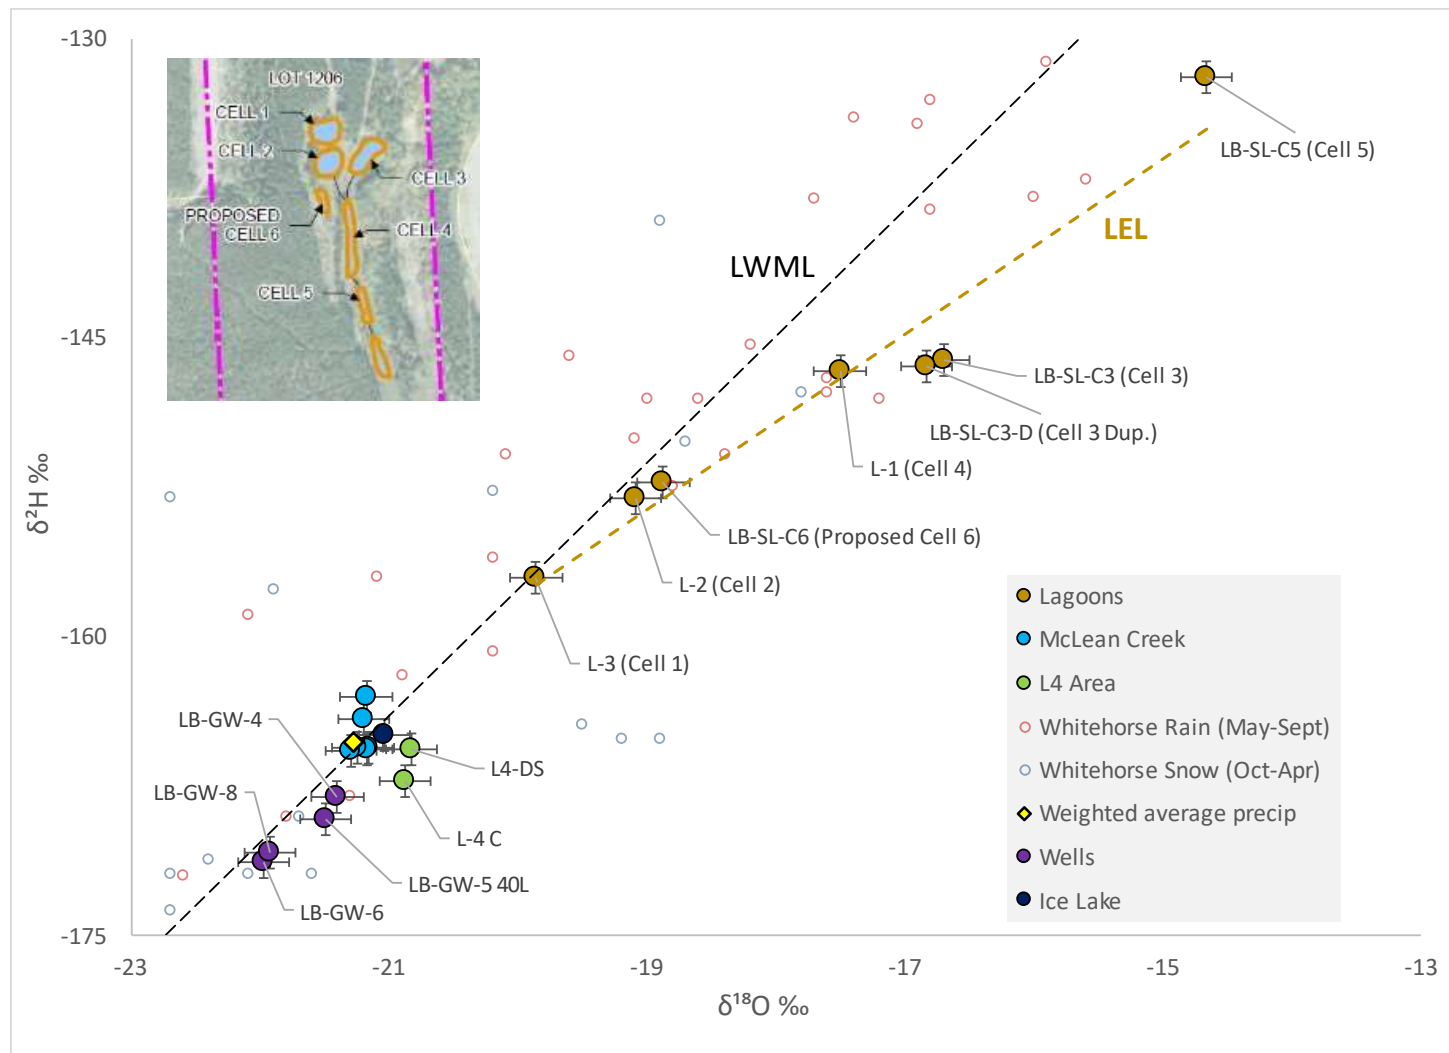 -130
-145
-160
-175
δ²H ‰
LOT 1206
CELL 1
CELL 2
CELL 3
PROPOSED
CELL 6
CELL 4
CELL 5
LWML
LEL
LB-SL-C5 (Cell 5)
LB-SL-C3 (Cell 3)
LB-SL-C3-D (Cell 3 Dup.)
L-1 (Cell 4)
LB-SL-C6 (Proposed Cell 6)
L-2 (Cell 2)
L-3 (Cell 1)
LB-GW-4
LB-GW-8
L4-DS
L-4 C
LB-GW-5 40L
LB-GW-6
Lagoons
McLean Creek
L4 Area
Whitehorse Rain (May-Sept)
Whitehorse Snow (Oct-Apr)
Weighted average precip
Wells
Ice Lake
-23 -21 -19 -17 -15 -13
δ¹⁸O ‰